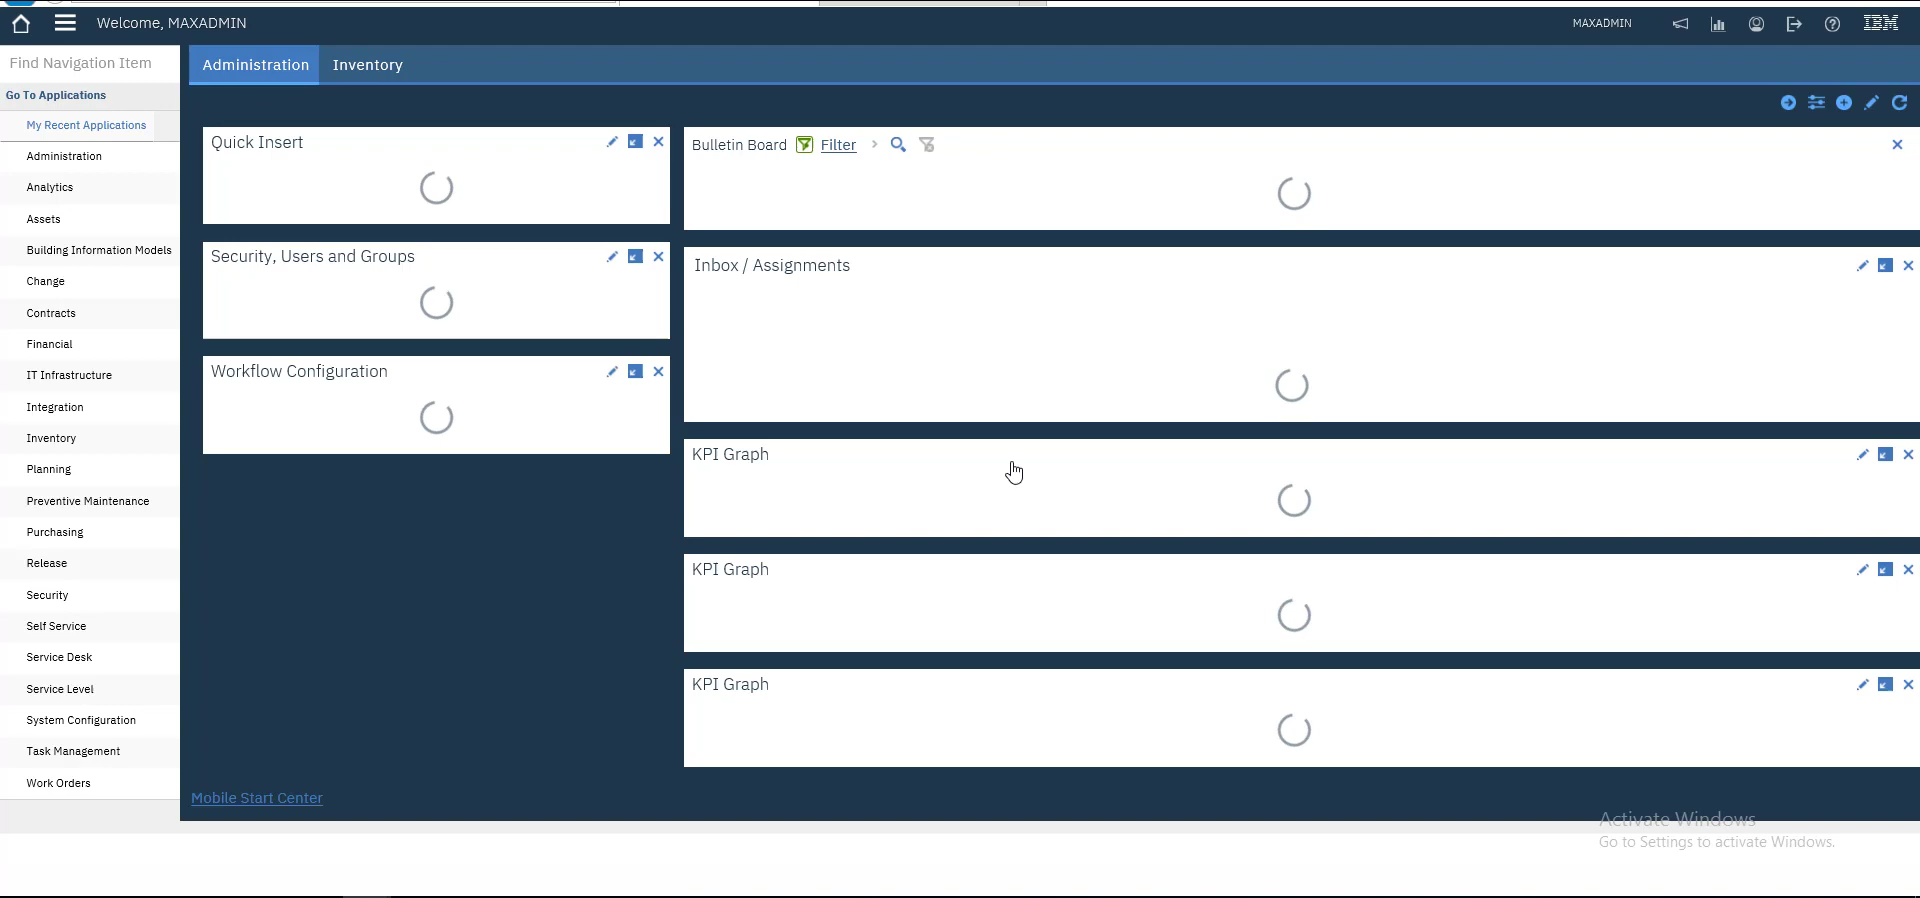 Welcome, MAXADMIN
MAXADMIN
IBM
Find Navigation Item
Administration
Inventory
Go To Applications
My Recent Applications
Administration
Analytics
Assets
Building Information Models
Change
Contracts
Financial
IT Infrastructure
Integration
Inventory
Planning
Preventive Maintenance
Purchasing
Release
Security
Self Service
Service Desk
Service Level
System Configuration
Task Management
Work Orders
Quick Insert
Security, Users and Groups
Workflow Configuration
Bulletin Board Filter
Inbox / Assignments
KPI Graph
KPI Graph
KPI Graph
Mobile Start Center
Activate Windows
Go to Settings to activate Windows.